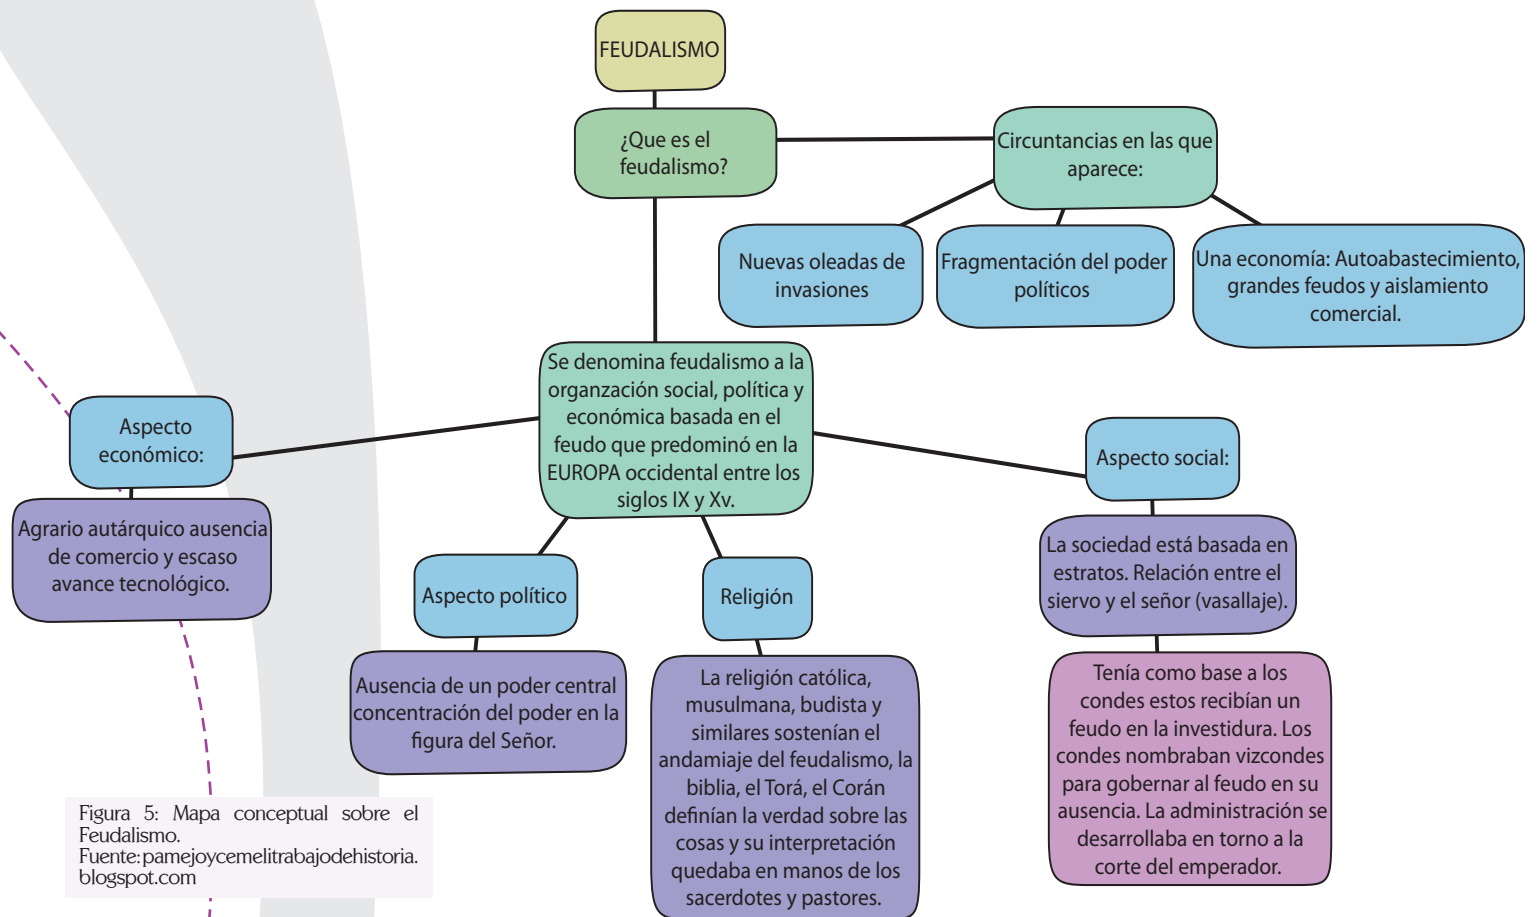 FEUDALISMO
¿Que es el
feudalismo?
Circuntancias en las que
aparece:
Nuevas oleadas de
invasiones
Fragmentación del poder
políticos
Una economía: Autoabastecimiento,
grandes feudos y aislamiento
comercial.
Se denomina feudalismo a la
organzación social, política y
económica basada en el
feudo que predominó en la
EUROPA occidental entre los
siglos IX y Xv.
Aspecto
económico:
Agrario autárquico ausencia
de comercio y escaso
avance tecnológico.
Aspecto político
Ausencia de un poder central
concentración del poder en la
figura del Señor.
Religión
La religión católica,
musulmana, budista y
similares sostenían el
andamiaje del feudalismo, la
biblia, el Torá, el Corán
definían la verdad sobre las
cosas y su interpretación
quedaba en manos de los
sacerdotes y pastores.
Aspecto social:
La sociedad está basada en
estratos. Relación entre el
siervo y el señor (vasallaje).
Tenía como base a los
condes estos recibían un
feudo en la investidura. Los
condes nombraban vizcondes
para gobernar al feudo en su
ausencia. La administración se
desarrollaba en torno a la
corte del emperador.
Figura 5: Mapa conceptual sobre el
Feudalismo.
Fuente:pamejoycemelitrabajodehistoria.
blogspot.com